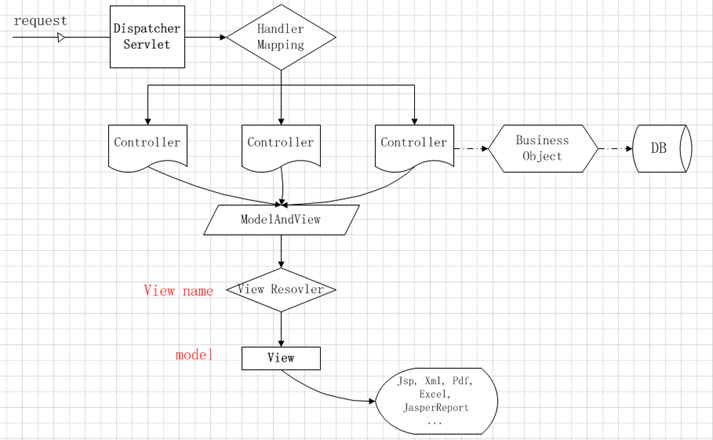 request
Dispatcher
Servlet
Handler
Mapping
Controller
Controller
Controller
Business
Object
DB
ModelAndView
View name
View Resovler
model
View
Jsp, Xml, Pdf,
Excel,
JasperReport
...